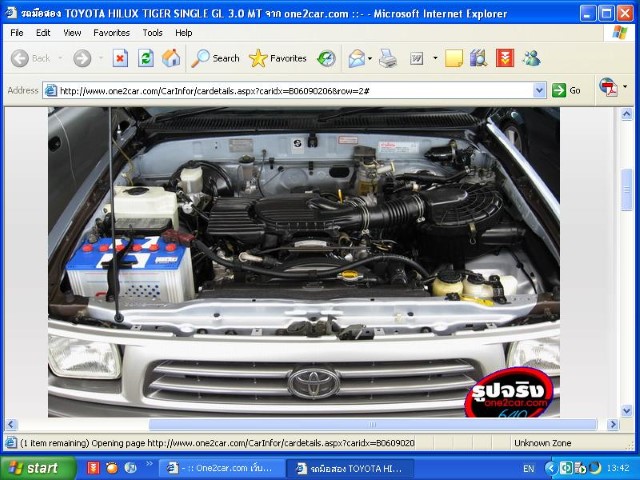 รถมือสอง TOYOTA HILUX TIGER SINGLE GL 3.0 MT จาก one2car.com ::- - Microsoft Internet Explorer
File Edit View Favorites Tools Help
Back Search Favorites
Address http://www.one2car.com/CarInfor/cardetails.aspx?caridx=B06090206&row=2# Go
รูปจริง
one2car.com
(1 item remaining) Opening page http://www.one2car.com/CarInfor/cardetails.aspx?caridx=B0609020 Unknown Zone
start - :: One2car.com เว็บ... รถมือสอง TOYOTA HI... EN 13:42